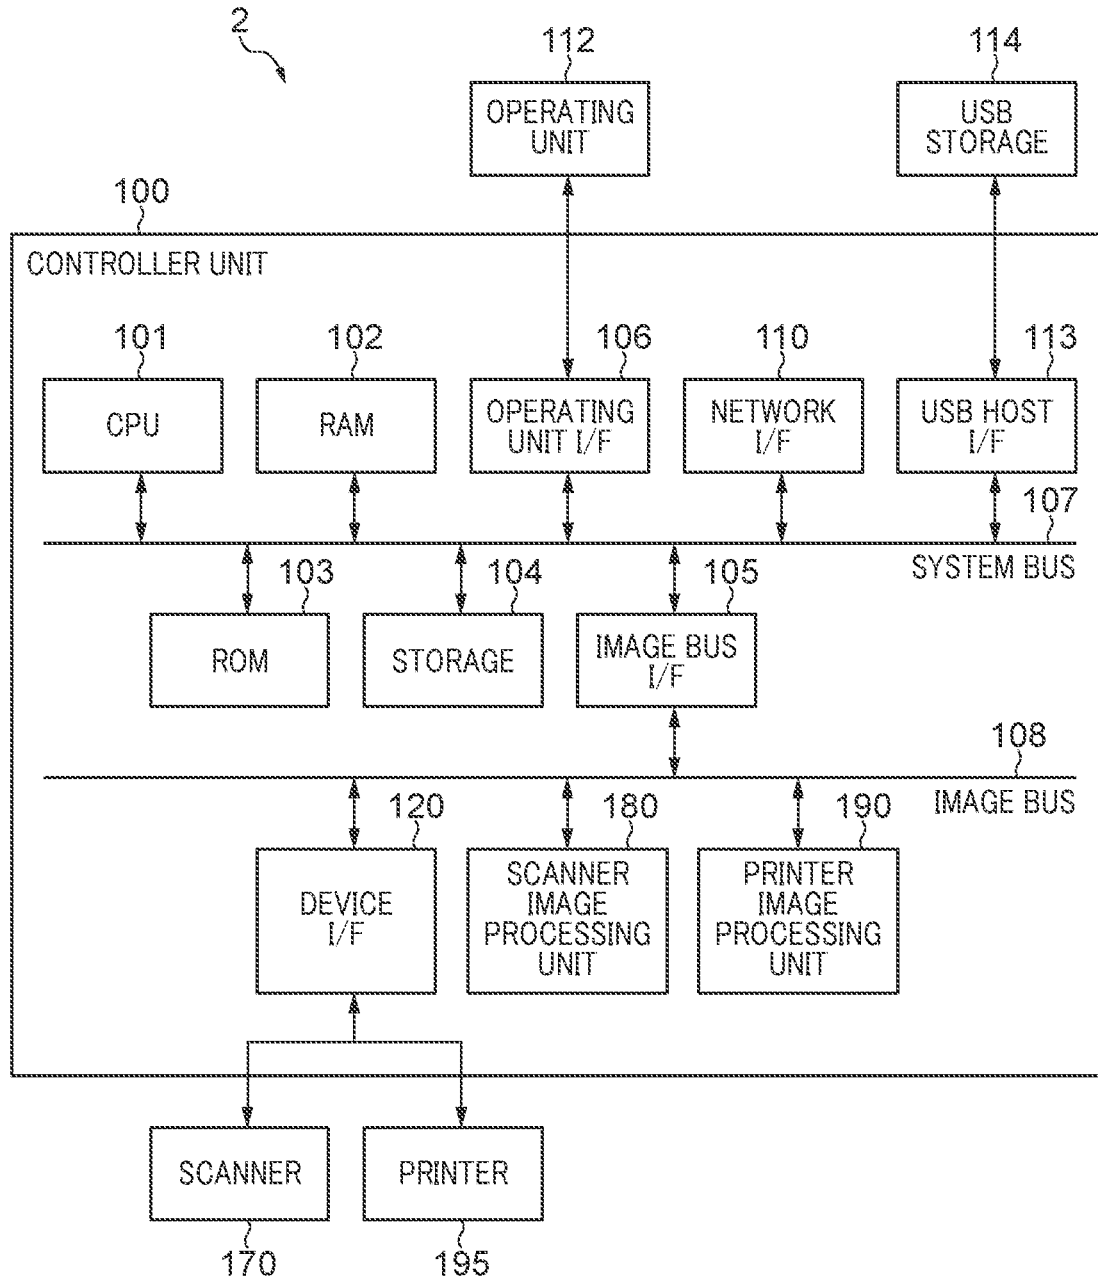 2
112
114
OPERATING
UNIT
USB
STORAGE
100
CONTROLLER UNIT
101
102
106
110
113
CPU
RAM
OPERATING
UNIT I/F
NETWORK
I/F
USB HOST
I/F
107
SYSTEM BUS
103
104
105
ROM
STORAGE
IMAGE BUS
I/F
108
IMAGE BUS
120
180
190
DEVICE
I/F
SCANNER
IMAGE
PROCESSING
UNIT
PRINTER
IMAGE
PROCESSING
UNIT
SCANNER
PRINTER
170
195